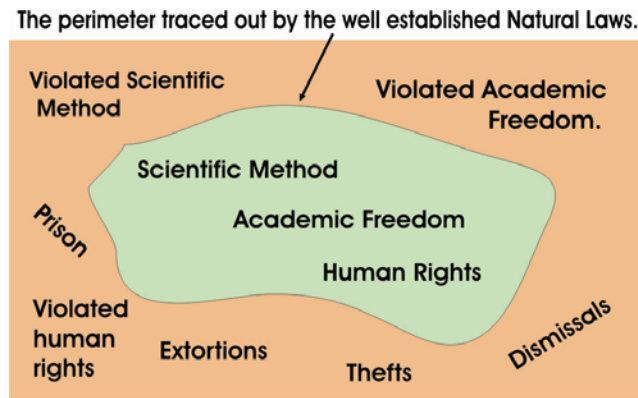 The perimeter traced out by the well established Natural Laws.
Violated Scientific
Method
Violated Academic
Freedom.
Scientific Method
Academic Freedom
Human Rights
Prison
Violated
human
rights
Extortions
Thefts
Dismissals